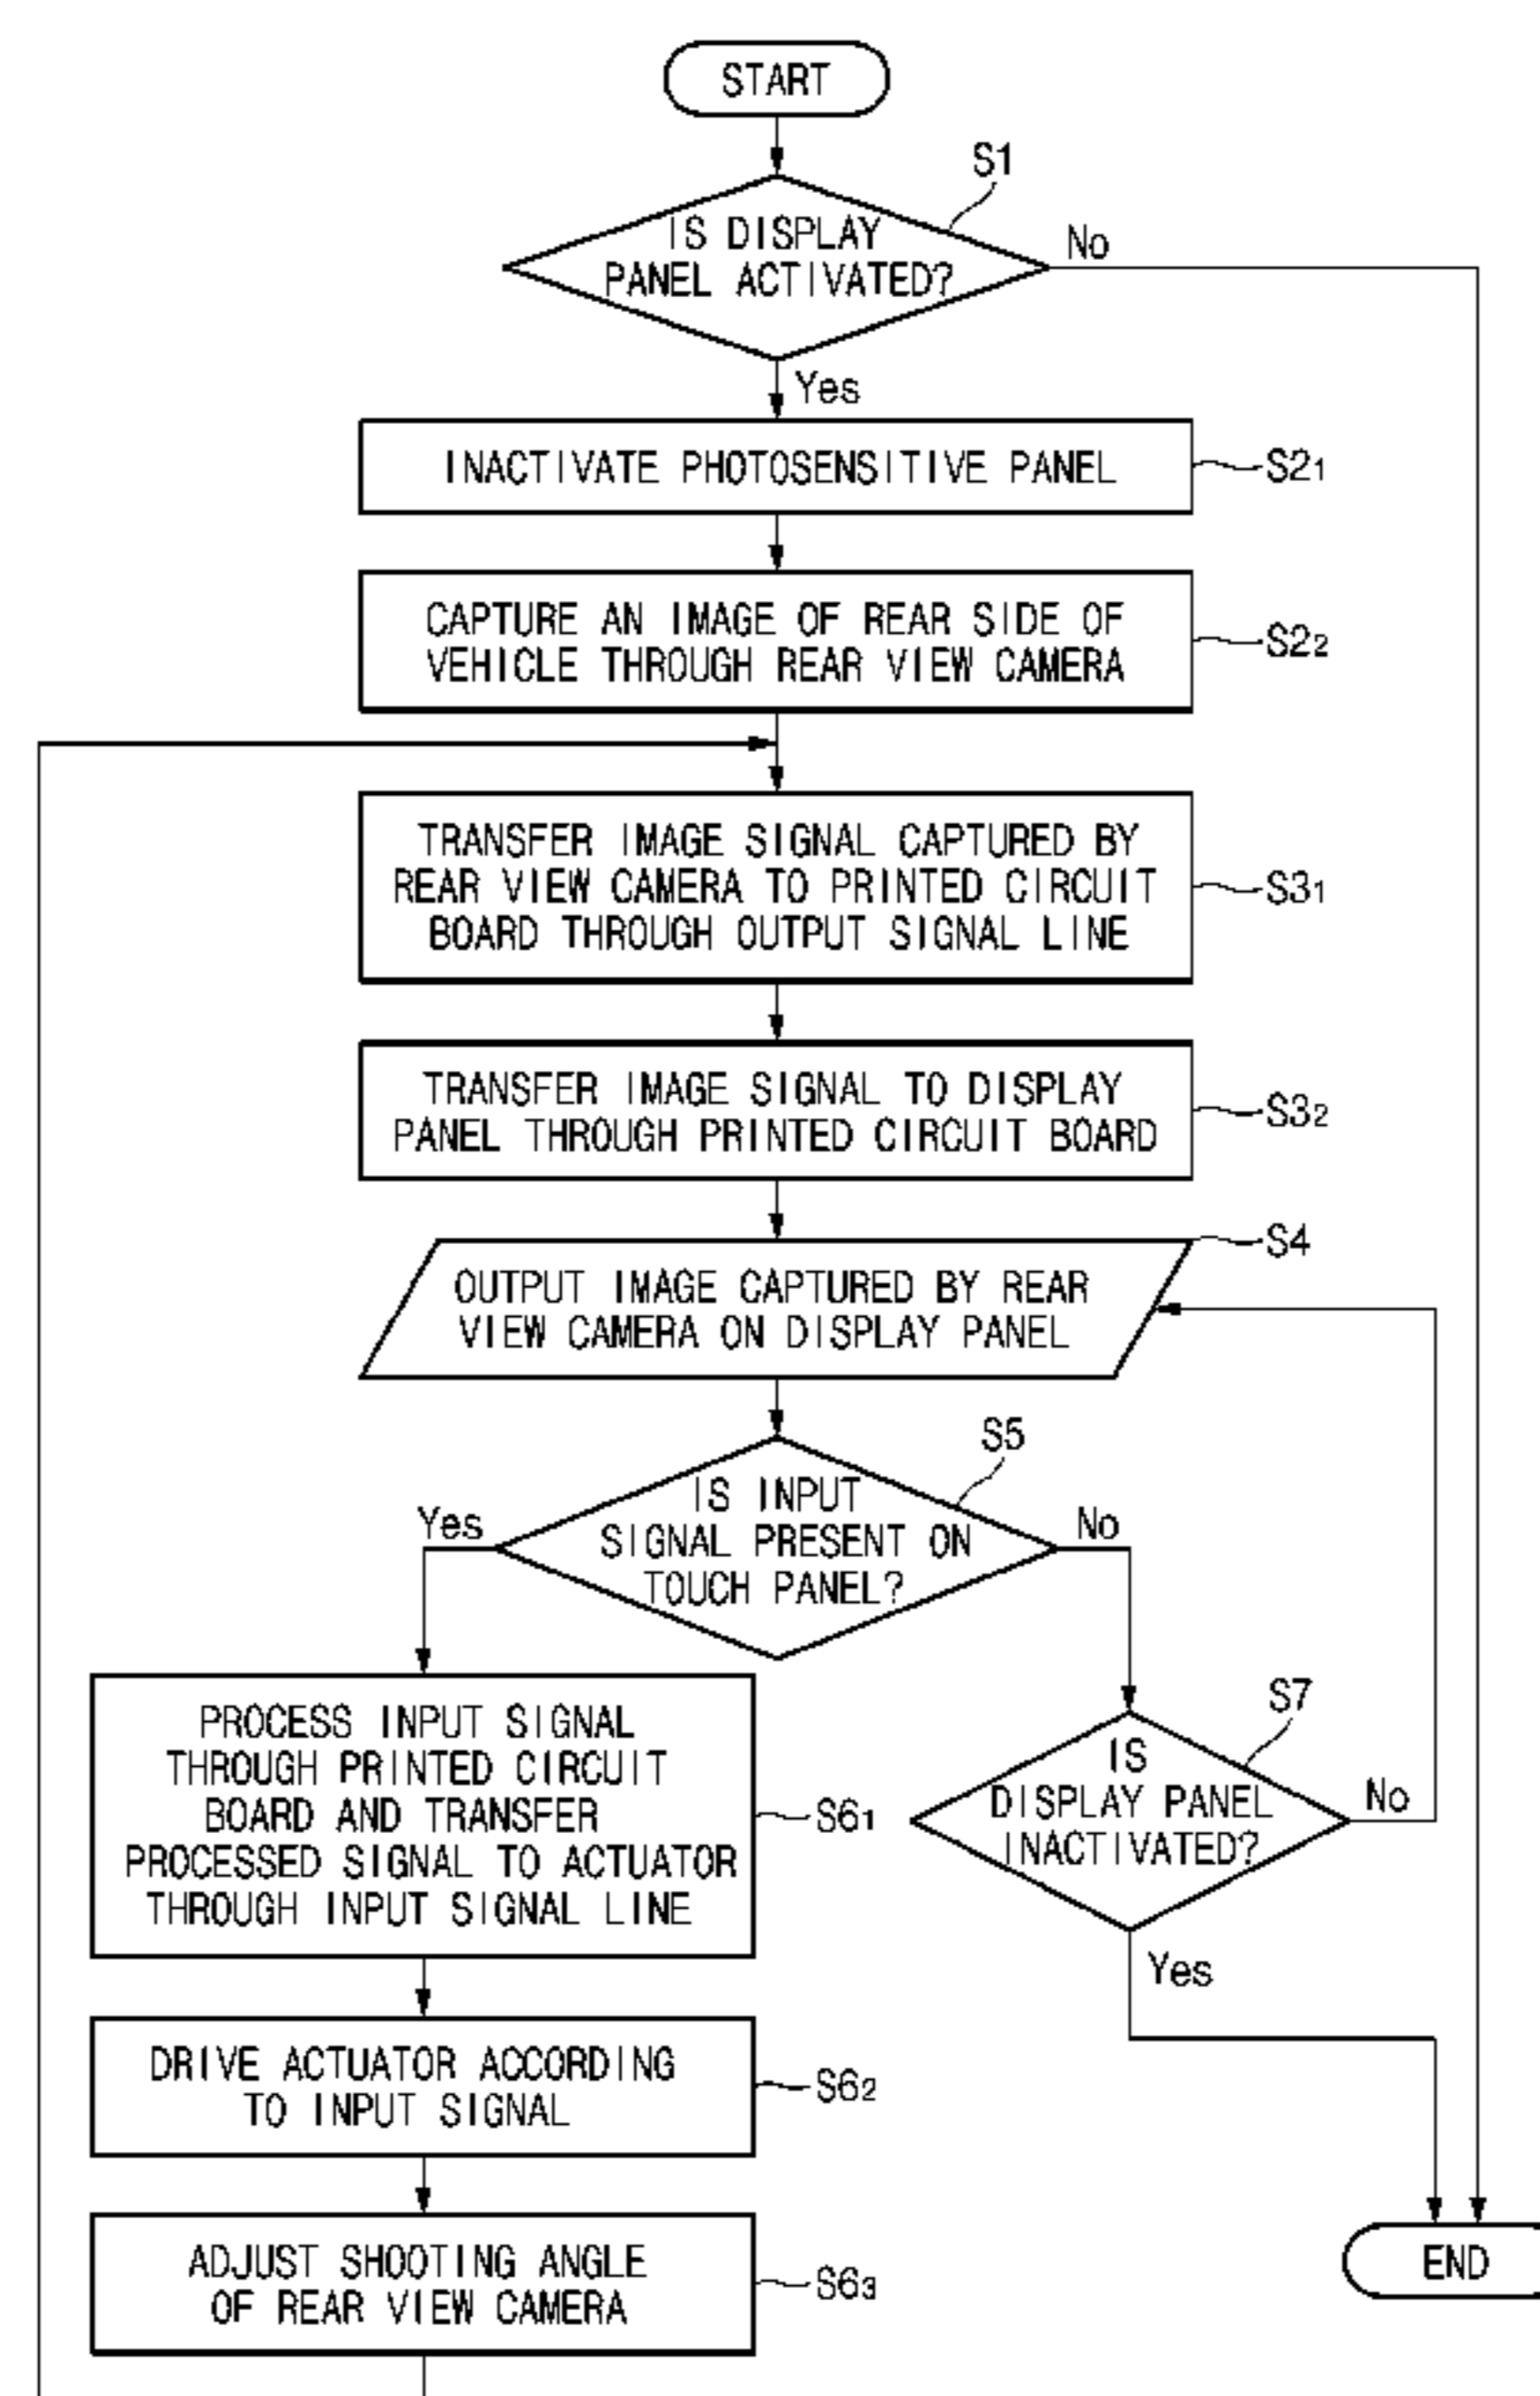 START
S1
IS DISPLAY
PANEL ACTIVATED?
No
Yes
INACTIVATE PHOTOSENSITIVE PANEL
S21
CAPTURE AN IMAGE OF REAR SIDE OF
VEHICLE THROUGH REAR VIEW CAMERA
S22
TRANSFER IMAGE SIGNAL CAPTURED BY
REAR VIEW CAMERA TO PRINTED CIRCUIT
BOARD THROUGH OUTPUT SIGNAL LINE
S31
TRANSFER IMAGE SIGNAL TO DISPLAY
PANEL THROUGH PRINTED CIRCUIT BOARD
S32
S4
OUTPUT IMAGE CAPTURED BY REAR
VIEW CAMERA ON DISPLAY PANEL
S5
IS INPUT
SIGNAL PRESENT ON
TOUCH PANEL?
Yes
No
PROCESS INPUT SIGNAL
THROUGH PRINTED CIRCUIT
BOARD AND TRANSFER
PROCESSED SIGNAL TO ACTUATOR
THROUGH INPUT SIGNAL LINE
S61
S7
IS
DISPLAY PANEL
INACTIVATED?
No
Yes
DRIVE ACTUATOR ACCORDING
TO INPUT SIGNAL
S62
ADJUST SHOOTING ANGLE
OF REAR VIEW CAMERA
S63
END